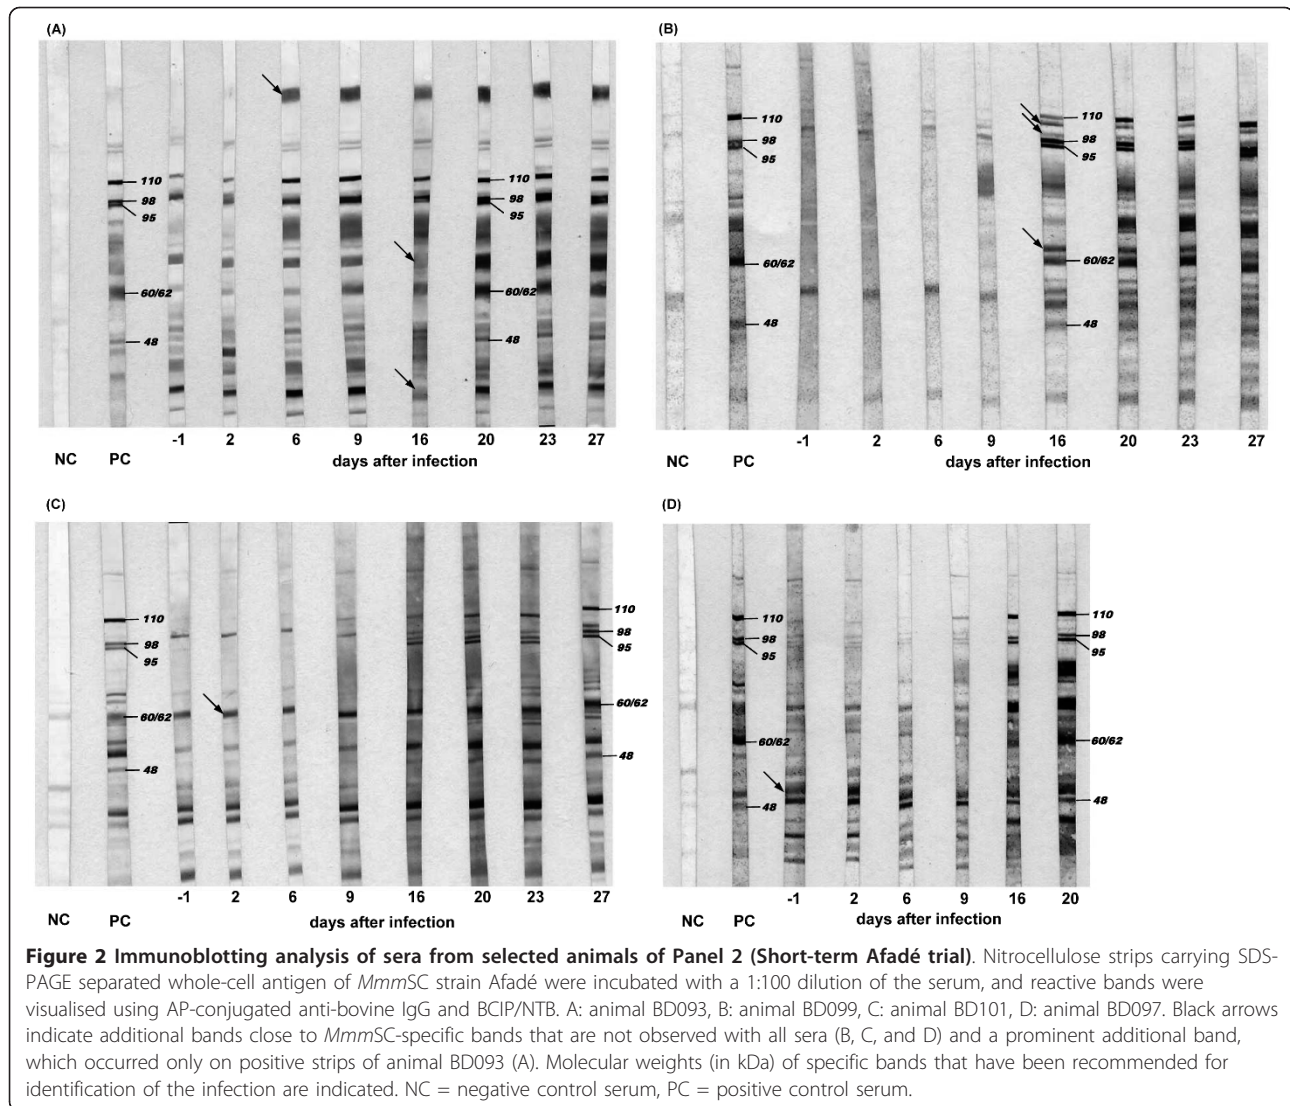 (A)
110
98
95
60/62
48
110
98
95
60/62
48
-1 2 6 9 16 20 23 27
NC PC days after infection
(B)
110
98
95
60/62
48
110
98
95
60/62
48
-1 2 6 9 16 20 23 27
NC PC days after infection
(C)
110
98
95
60/62
48
110
98
95
60/62
48
-1 2 6 9 16 20 23 27
NC PC days after infection
(D)
110
98
95
60/62
48
110
98
95
60/62
48
-1 2 6 9 16 20
NC PC days after infection
Figure 2 Immunoblotting analysis of sera from selected animals of Panel 2 (Short-term Afadé trial). Nitrocellulose strips carrying SDS-
PAGE separated whole-cell antigen of MmmSC strain Afadé were incubated with a 1:100 dilution of the serum, and reactive bands were
visualised using AP-conjugated anti-bovine IgG and BCIP/NTB. A: animal BD093, B: animal BD099, C: animal BD101, D: animal BD097. Black arrows
indicate additional bands close to MmmSC-specific bands that are not observed with all sera (B, C, and D) and a prominent additional band,
which occurred only on positive strips of animal BD093 (A). Molecular weights (in kDa) of specific bands that have been recommended for
identification of the infection are indicated. NC = negative control serum, PC = positive control serum.